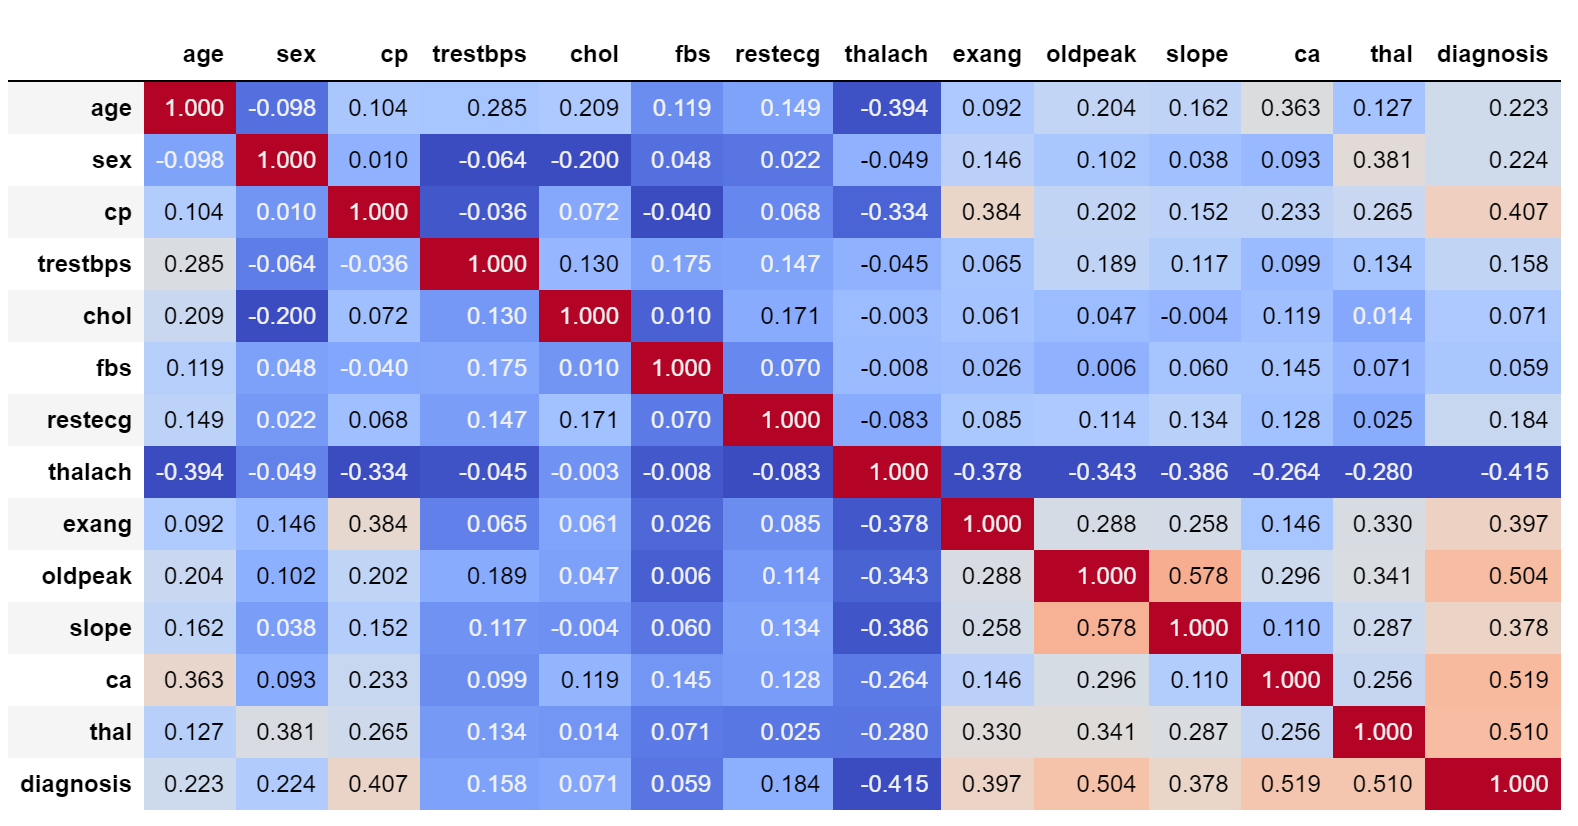 age sex cp trestbps chol fbs restecg thalach exang oldpeak slope ca thal diagnosis
age 1.000 -0.098 0.104 0.285 0.209 0.119 0.149 -0.394 0.092 0.204 0.162 0.363 0.127 0.223
sex -0.098 1.000 0.010 -0.064 -0.200 0.048 0.022 -0.049 0.146 0.102 0.038 0.093 0.381 0.224
cp 0.104 0.010 1.000 -0.036 0.072 -0.040 0.068 -0.334 0.384 0.202 0.152 0.233 0.265 0.407
trestbps 0.285 -0.064 -0.036 1.000 0.130 0.175 0.147 -0.045 0.065 0.189 0.117 0.099 0.134 0.158
chol 0.209 -0.200 0.072 0.130 1.000 0.010 0.171 -0.003 0.061 0.047 -0.004 0.119 0.014 0.071
fbs 0.119 0.048 -0.040 0.175 0.010 1.000 0.070 -0.008 0.026 0.006 0.060 0.145 0.071 0.059
restecg 0.149 0.022 0.068 0.147 0.171 0.070 1.000 -0.083 0.085 0.114 0.134 0.128 0.025 0.184
thalach -0.394 -0.049 -0.334 -0.045 -0.003 -0.008 -0.083 1.000 -0.378 -0.343 -0.386 -0.264 -0.280 -0.415
exang 0.092 0.146 0.384 0.065 0.061 0.026 0.085 -0.378 1.000 0.288 0.258 0.146 0.330 0.397
oldpeak 0.204 0.102 0.202 0.189 0.047 0.006 0.114 -0.343 0.288 1.000 0.578 0.296 0.341 0.504
slope 0.162 0.038 0.152 0.117 -0.004 0.060 0.134 -0.386 0.258 0.578 1.000 0.110 0.287 0.378
ca 0.363 0.093 0.233 0.099 0.119 0.145 0.128 -0.264 0.146 0.296 0.110 1.000 0.256 0.519
thal 0.127 0.381 0.265 0.134 0.014 0.071 0.025 -0.280 0.330 0.341 0.287 0.256 1.000 0.510
diagnosis 0.223 0.224 0.407 0.158 0.071 0.059 0.184 -0.415 0.397 0.504 0.378 0.519 0.510 1.000